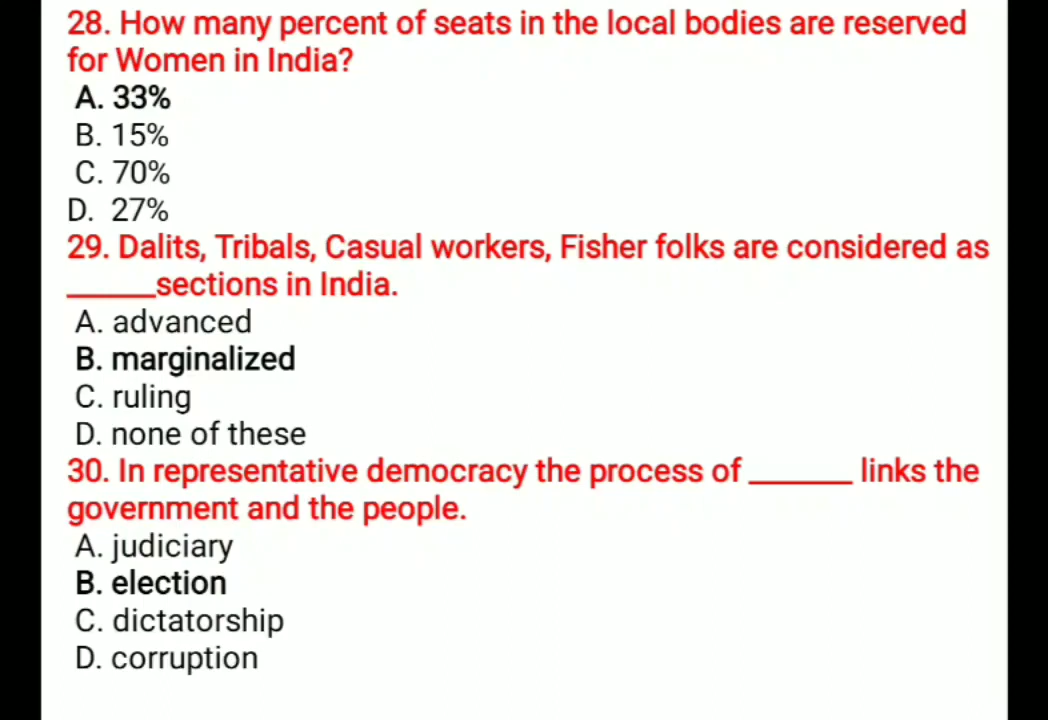 28. How many percent of seats in the local bodies are reserved
for Women in India?
A. 33%
B. 15%
C. 70%
D. 27%
29. Dalits, Tribals, Casual workers, Fisher folks are considered as
______sections in India.
A. advanced
B. marginalized
C. ruling
D. none of these
30. In representative democracy the process of _______ links the
government and the people.
A. judiciary
B. election
C. dictatorship
D. corruption